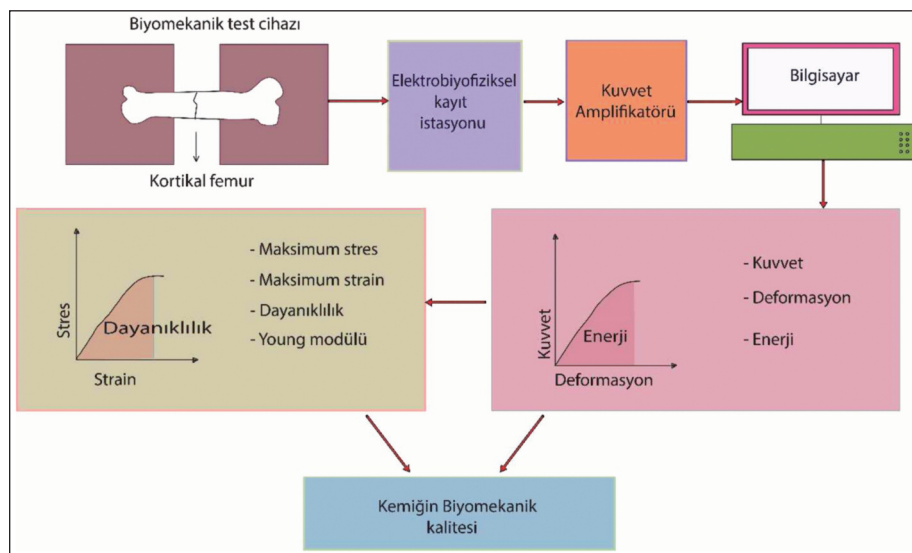 Biyomekanik test cihazı
Kortikal femur
Elektrobiyofiziksel
kayıt
istasyonu
Kuvvet
Amplifikatörü
Bilgisayar
Stres
Dayanıklılık
Strain
- Maksimum stres
- Maksimum strain
- Dayanıklılık
- Young modülü
Kuvvet
Enerji
Deformasyon
- Kuvvet
- Deformasyon
- Enerji
Kemiğin Biyomekanik
kalitesi